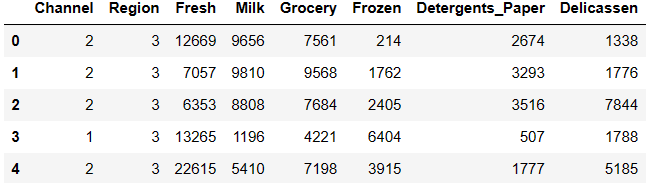 Channel Region Fresh Milk Grocery Frozen Detergents_Paper Delicassen
0 2 3 12669 9656 7561 214 2674 1338
1 2 3 7057 9810 9568 1762 3293 1776
2 2 3 6353 8808 7684 2405 3516 7844
3 1 3 13265 1196 4221 6404 507 1788
4 2 3 22615 5410 7198 3915 1777 5185